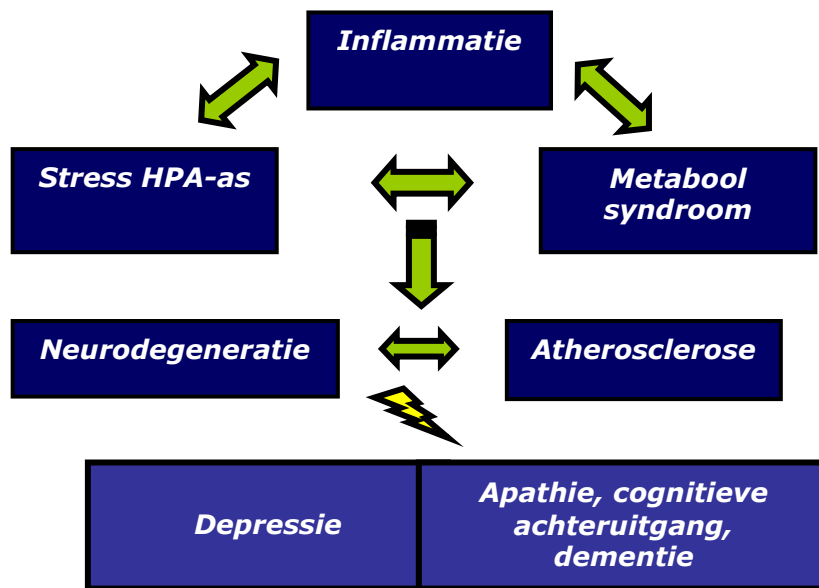 Inflammatie
Stress HPA-as
Metabool
syndroom
Neurodegeneratie
Atherosclerose
Depressie
Apathie, cognitieve
achteruitgang,
dementie